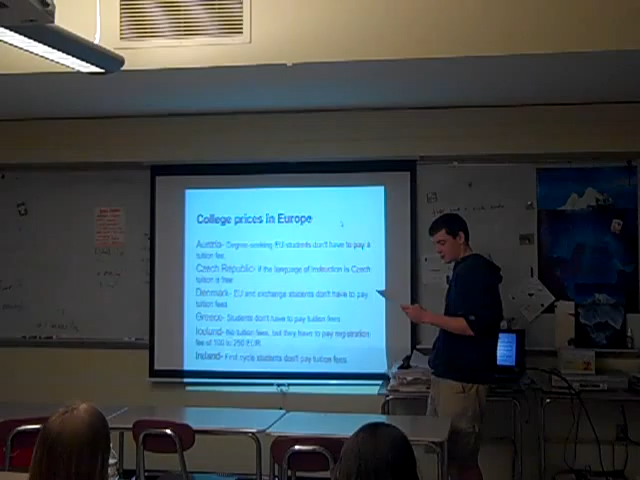 College prices in Europe
Austria- Degree-seeking EU students don't have to pay a
tuition fee.
Czech Republic- if the language of instruction is Czech
tuition is free
Denmark- EU and exchange students don't have to pay
tuition fees
Greece- Students don't have to pay tuition fees
Iceland- No tuition fees, but they have to pay registration
fee of 100 to 250 EUR.
Ireland- First cycle students don't pay tuition fees